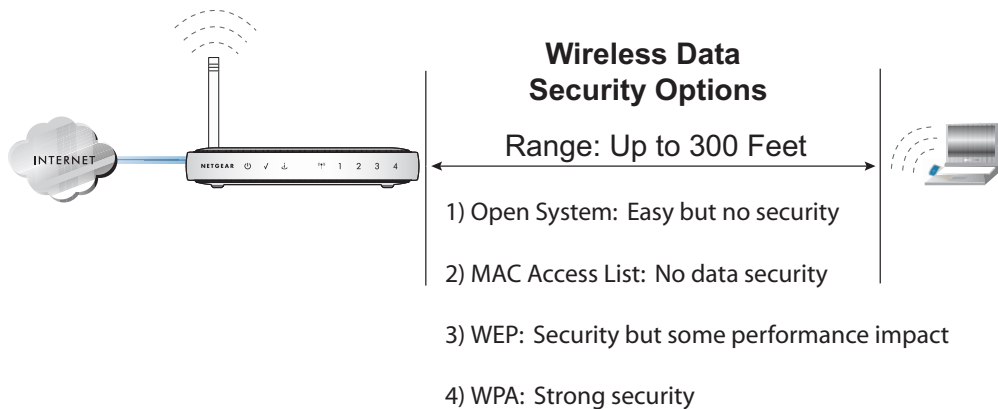 Wireless Data
Security Options
Range: Up to 300 Feet
INTERNET
NETGEAR 1 2 3 4
1) Open System: Easy but no security
2) MAC Access List: No data security
3) WEP: Security but some performance impact
4) WPA: Strong security